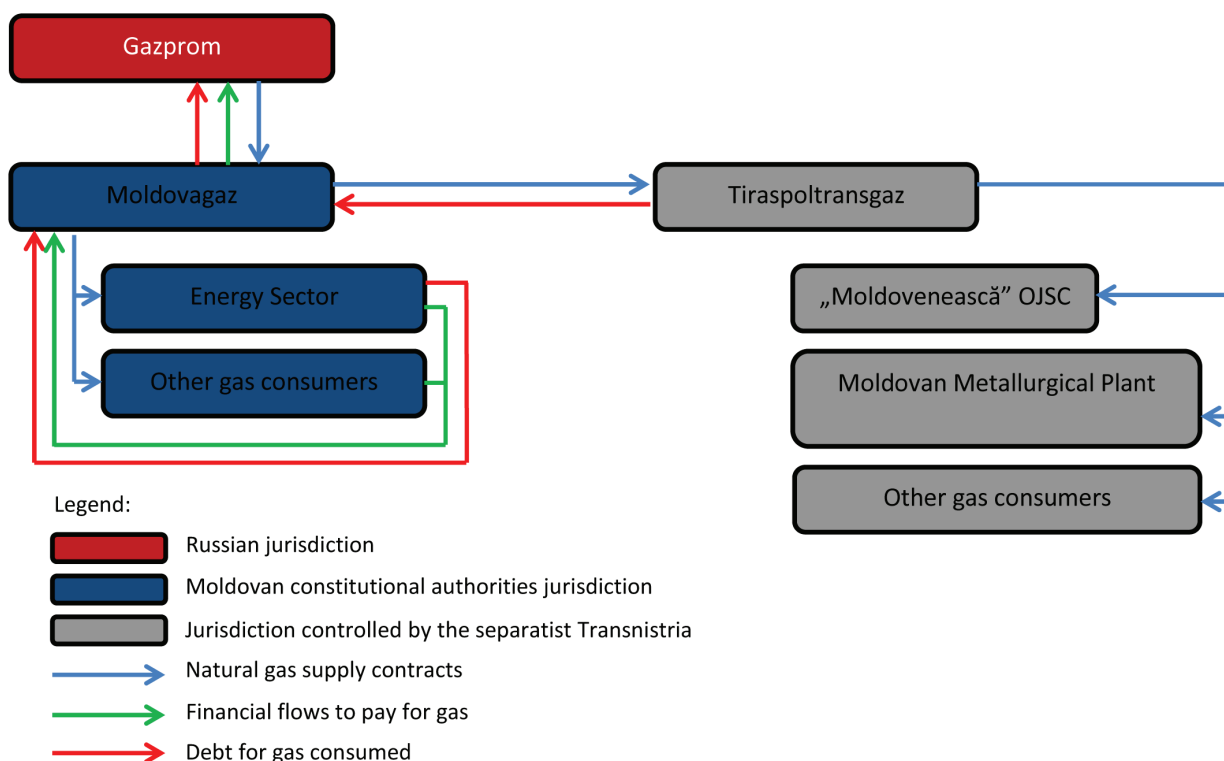 Gazprom
Moldovagaz
Tiraspoltransgaz
Energy Sector
„Moldovenească” OJSC
Other gas consumers
Moldovan Metallurgical Plant
Other gas consumers
Legend:
Russian jurisdiction
Moldovan constitutional authorities jurisdiction
Jurisdiction controlled by the separatist Transnistria
Natural gas supply contracts
Financial flows to pay for gas
Debt for gas consumed